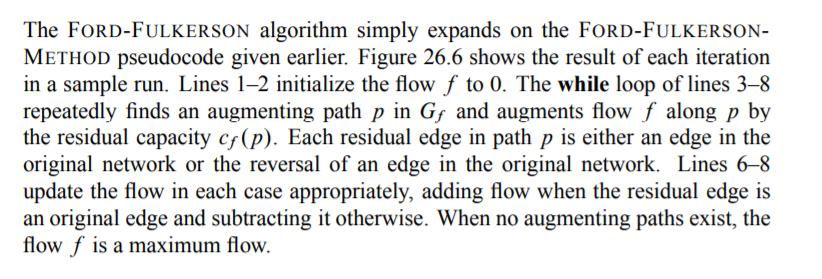 The FORD-FULKERSON algorithm simply expands on the FORD-FULKERSON-
METHOD pseudocode given earlier. Figure 26.6 shows the result of each iteration
in a sample run. Lines 1–2 initialize the flow f to 0. The while loop of lines 3–8
repeatedly finds an augmenting path p in Gf and augments flow f along p by
the residual capacity cf(p). Each residual edge in path p is either an edge in the
original network or the reversal of an edge in the original network. Lines 6–8
update the flow in each case appropriately, adding flow when the residual edge is
an original edge and subtracting it otherwise. When no augmenting paths exist, the
flow f is a maximum flow.